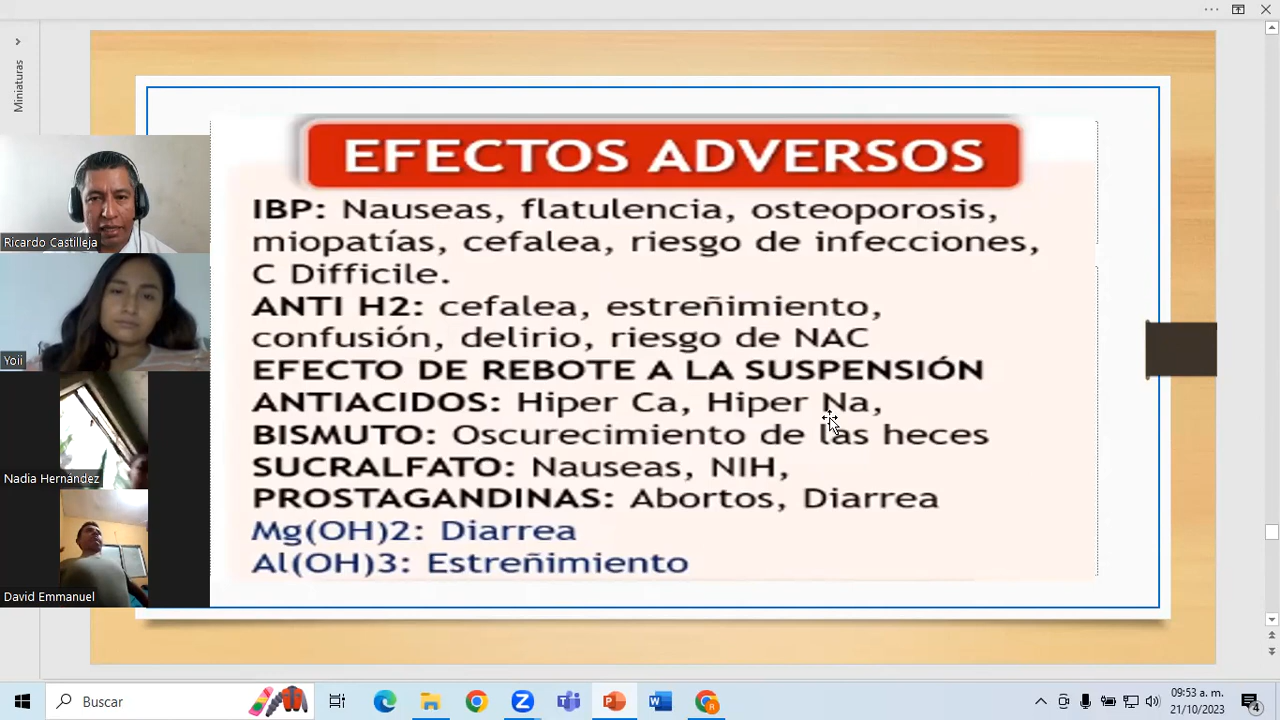 Miniaturas
EFECTOS ADVERSOS
IBP: Nauseas, flatulencia, osteoporosis,
miopatías, cefalea, riesgo de infecciones,
C Difficile.
ANTI H2: cefalea, estreñimiento,
confusión, delirio, riesgo de NAC
EFECTO DE REBOTE A LA SUSPENSIÓN
ANTIACIDOS: Hiper Ca, Hiper Na,
BISMUTO: Oscurecimiento de las heces
SUCRALFATO: Nauseas, NIH,
PROSTAGANDINAS: Abortos, Diarrea
Mg(OH)2: Diarrea
Al(OH)3: Estreñimiento
Ricardo Castilleja
Yoii
Nadia Hernández
David Emmanuel
Buscar
09:53 a. m.
21/10/2023
4